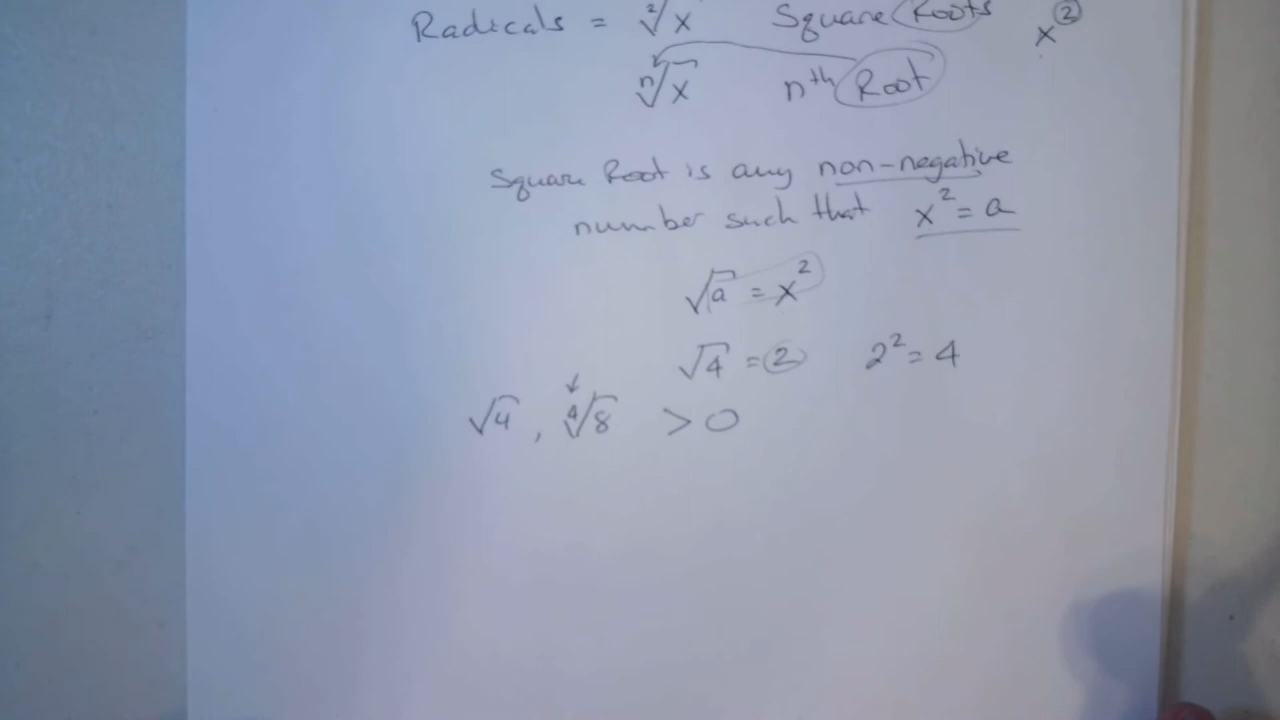 Radicals = ²√x Square Roots x²
ⁿ√x nth Root
Square Root is any non-negative
number such that x² = a
√a = x²
√4 = 2 2² = 4
√4, ⁴√8 > 0